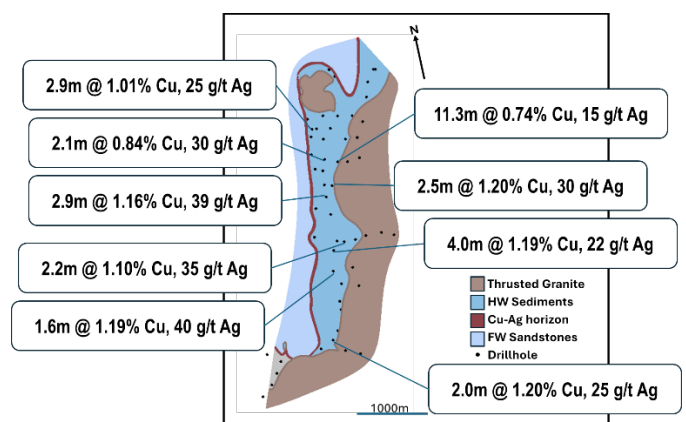 N
2.9m @ 1.01% Cu, 25 g/t Ag
11.3m @ 0.74% Cu, 15 g/t Ag
2.1m @ 0.84% Cu, 30 g/t Ag
2.5m @ 1.20% Cu, 30 g/t Ag
2.9m @ 1.16% Cu, 39 g/t Ag
4.0m @ 1.19% Cu, 22 g/t Ag
2.2m @ 1.10% Cu, 35 g/t Ag
1.6m @ 1.19% Cu, 40 g/t Ag
Thrusted Granite
HW Sediments
Cu-Ag horizon
FW Sandstones
Drillhole
2.0m @ 1.20% Cu, 25 g/t Ag
1000m